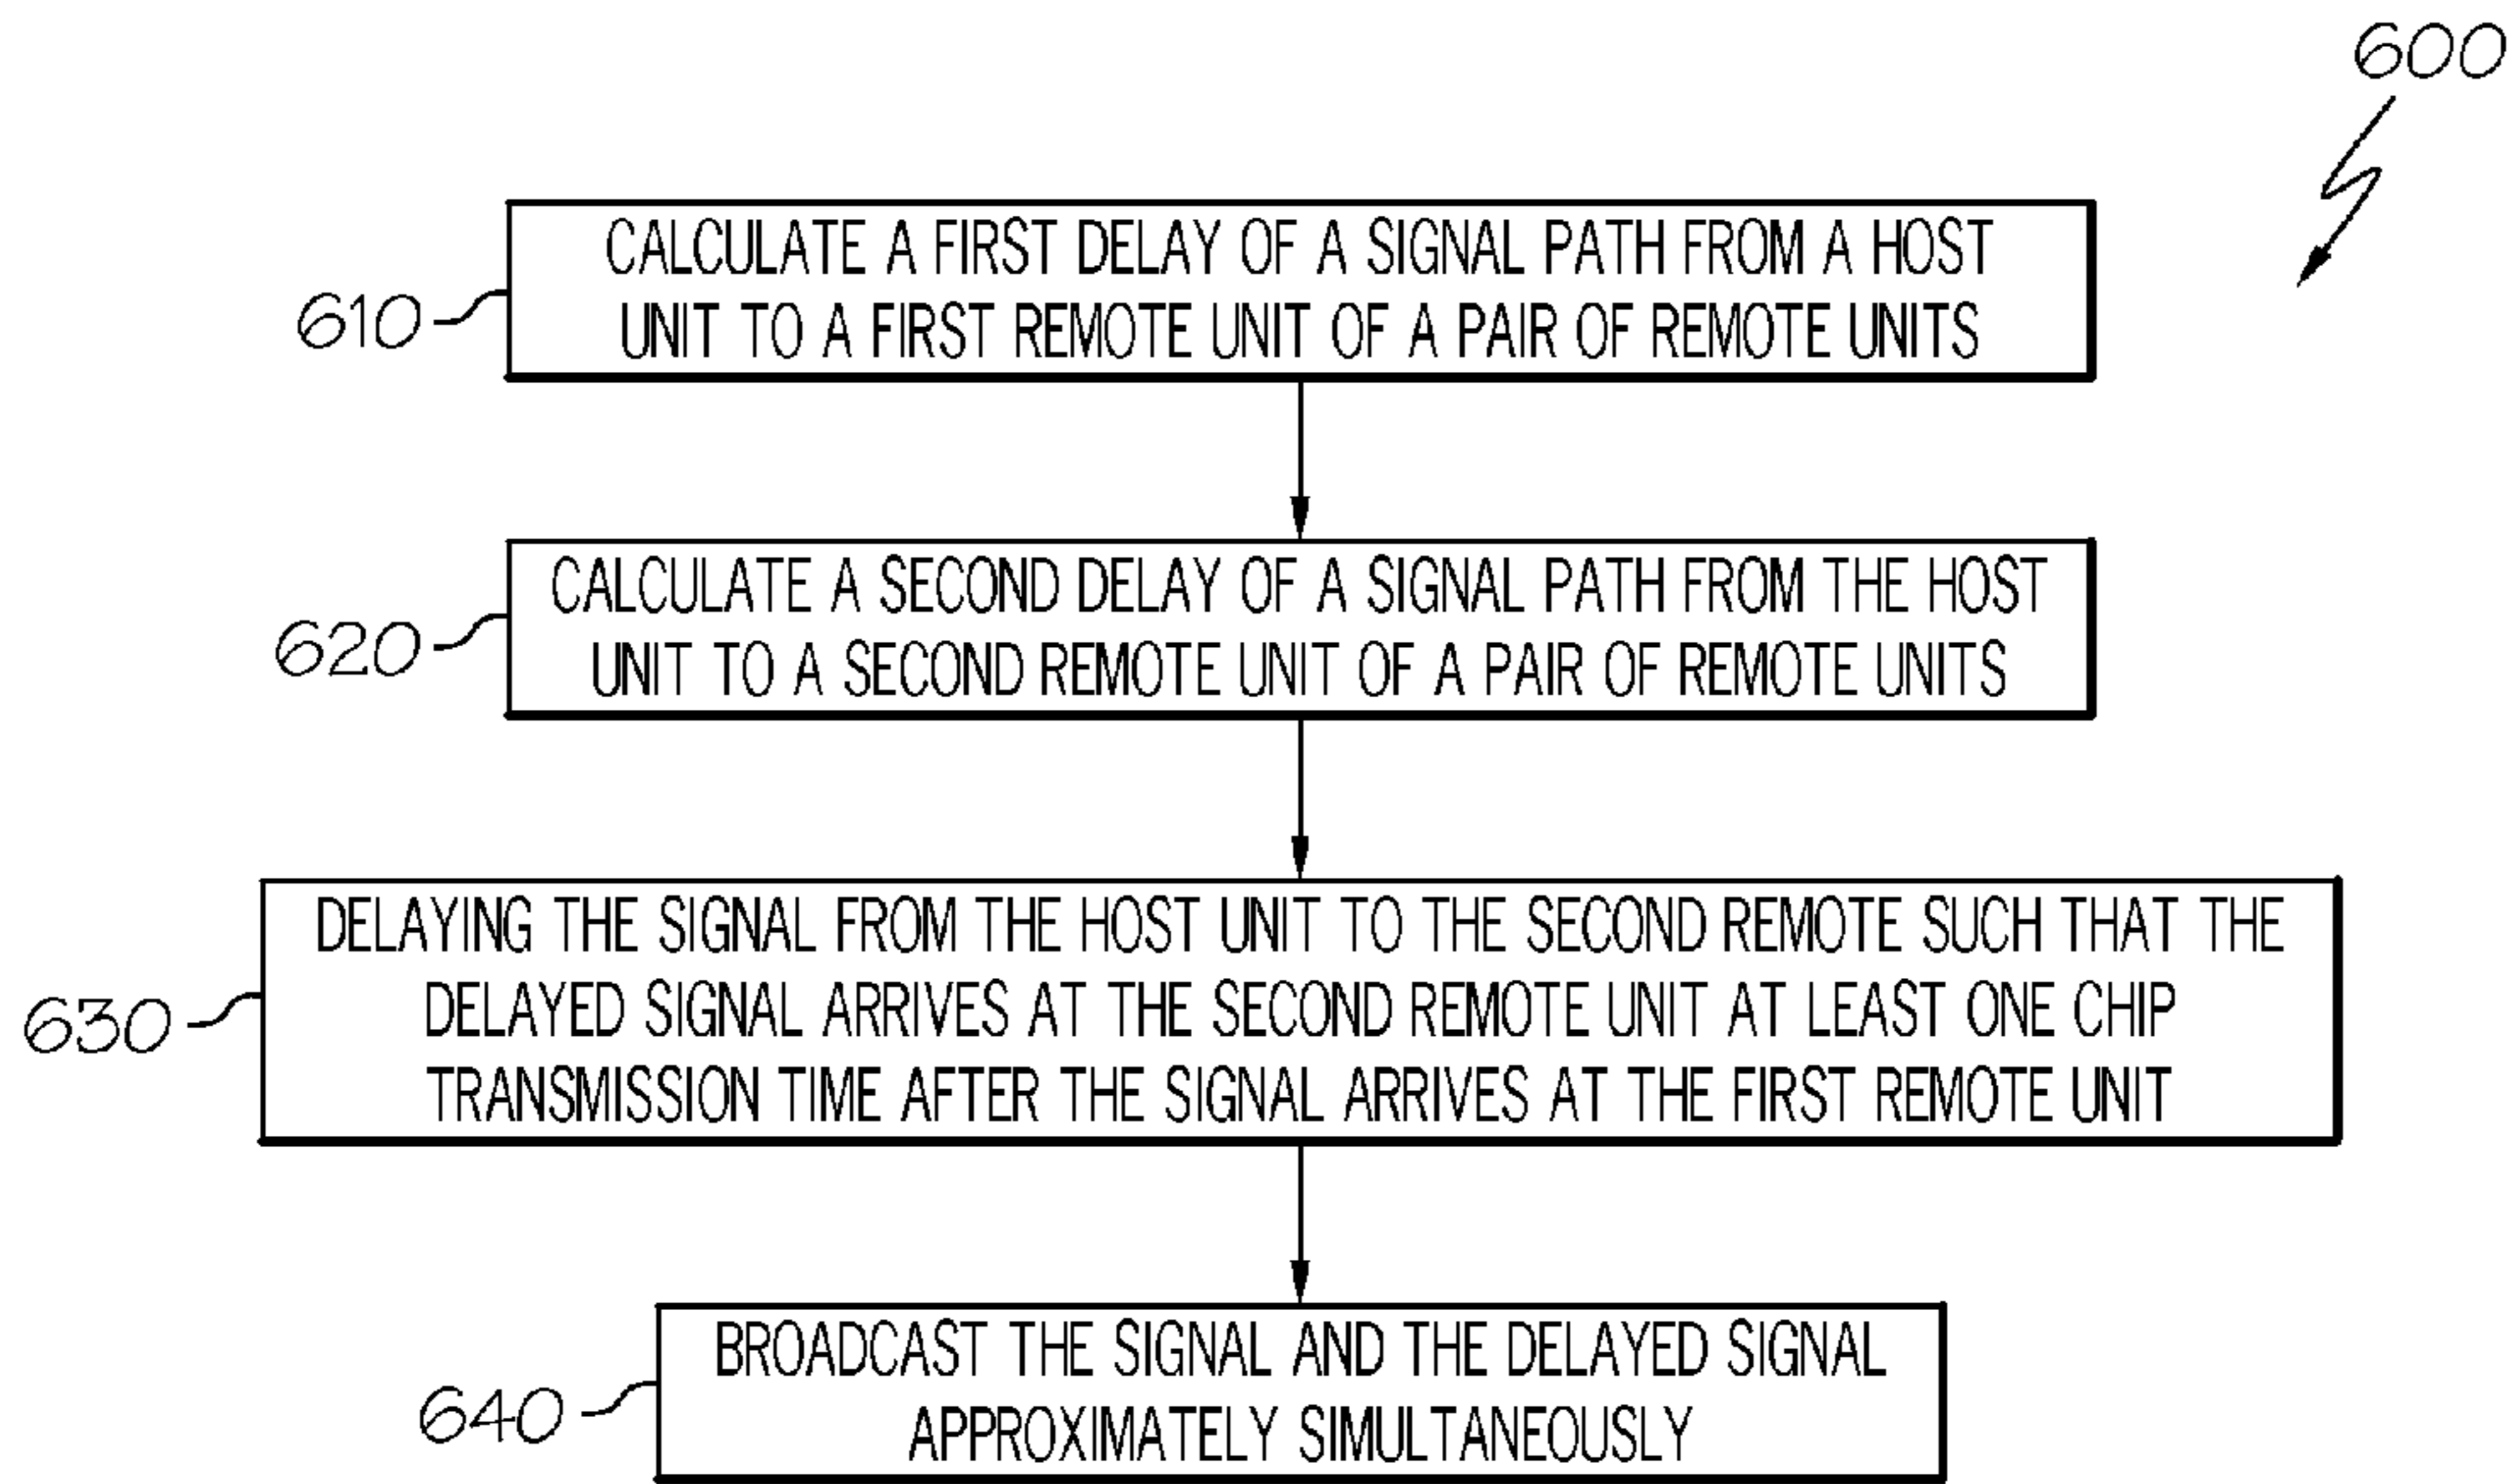 600
CALCULATE A FIRST DELAY OF A SIGNAL PATH FROM A HOST
UNIT TO A FIRST REMOTE UNIT OF A PAIR OF REMOTE UNITS
610
CALCULATE A SECOND DELAY OF A SIGNAL PATH FROM THE HOST
UNIT TO A SECOND REMOTE UNIT OF A PAIR OF REMOTE UNITS
620
DELAYING THE SIGNAL FROM THE HOST UNIT TO THE SECOND REMOTE SUCH THAT THE
DELAYED SIGNAL ARRIVES AT THE SECOND REMOTE UNIT AT LEAST ONE CHIP
TRANSMISSION TIME AFTER THE SIGNAL ARRIVES AT THE FIRST REMOTE UNIT
630
BROADCAST THE SIGNAL AND THE DELAYED SIGNAL
APPROXIMATELY SIMULTANEOUSLY
640